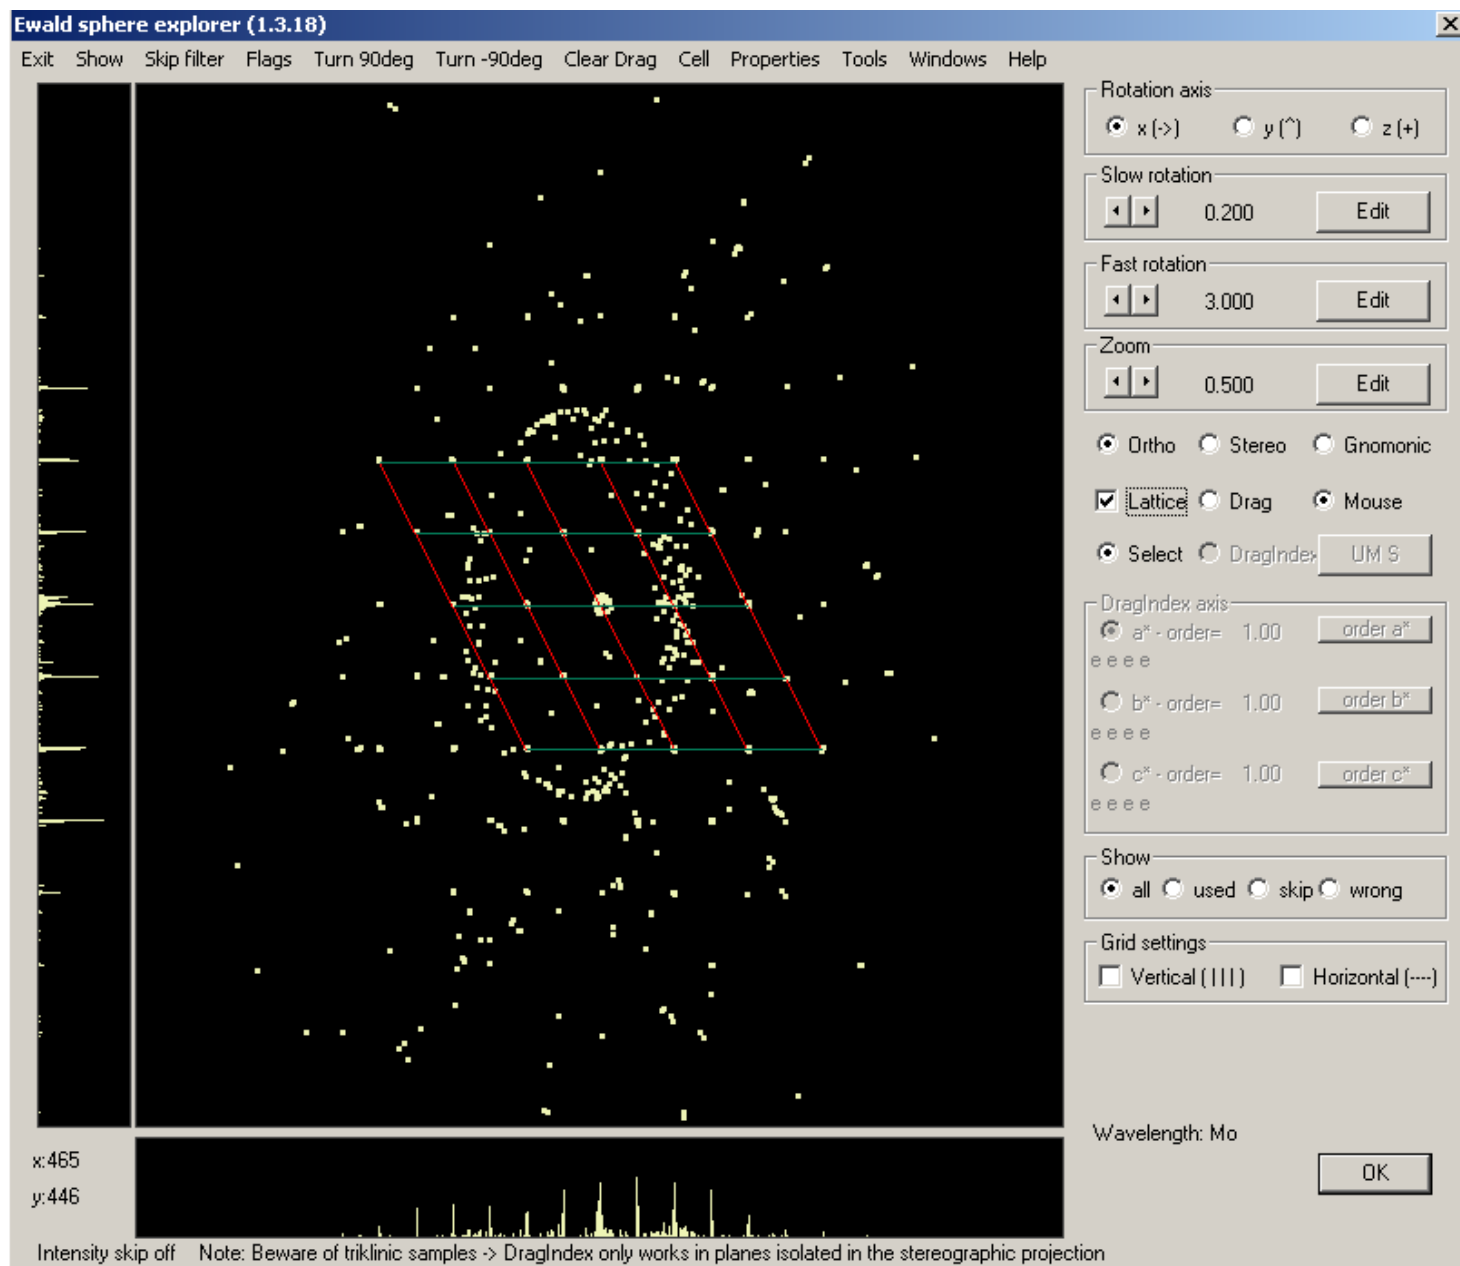 Ewald sphere explorer (1.3.18)
Exit Show Skip filter Flags Turn 90deg Turn -90deg Clear Drag Cell Properties Tools Windows Help
Rotation axis
x (->) y (^) z (+)
Slow rotation
0.200 Edit
Fast rotation
3.000 Edit
Zoom
0.500 Edit
Ortho Stereo Gnomonic
Lattice Drag Mouse
Select DragIndex UM S
DragIndex axis
a* - order= 1.00 order a*
e e e e
b* - order= 1.00 order b*
e e e e
c* - order= 1.00 order c*
e e e e
Show
all used skip wrong
Grid settings
Vertical ( | | | ) Horizontal (----)
Wavelength: Mo
x:465
y:446
OK
Intensity skip off Note: Beware of triklinic samples -> DragIndex only works in planes isolated in the stereographic projection